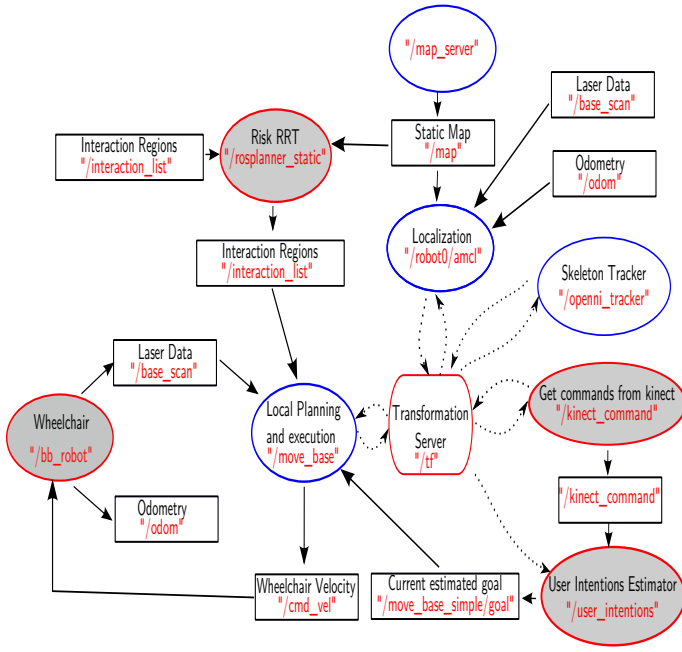 "/map_server"
Laser Data
"/base_scan"
Risk RRT
"/rosplanner_static"
Static Map
"/map"
Interaction Regions
"/interaction_list"
Odometry
"/odom"
Localization
"/robot0/amcl"
Interaction Regions
"/interaction_list"
Skeleton Tracker
"/openni_tracker"
Laser Data
"/base_scan"
Wheelchair
"/bb_robot"
Local Planning
and execution
"/move_base"
Transformation
Server
"/tf"
Get commands from kinect
"/kinect_command"
"/kinect_command"
Odometry
"/odom"
Wheelchair Velocity
"/cmd_vel"
Current estimated goal
"/move_base_simple/goal"
User Intentions Estimator
"/user_intentions"